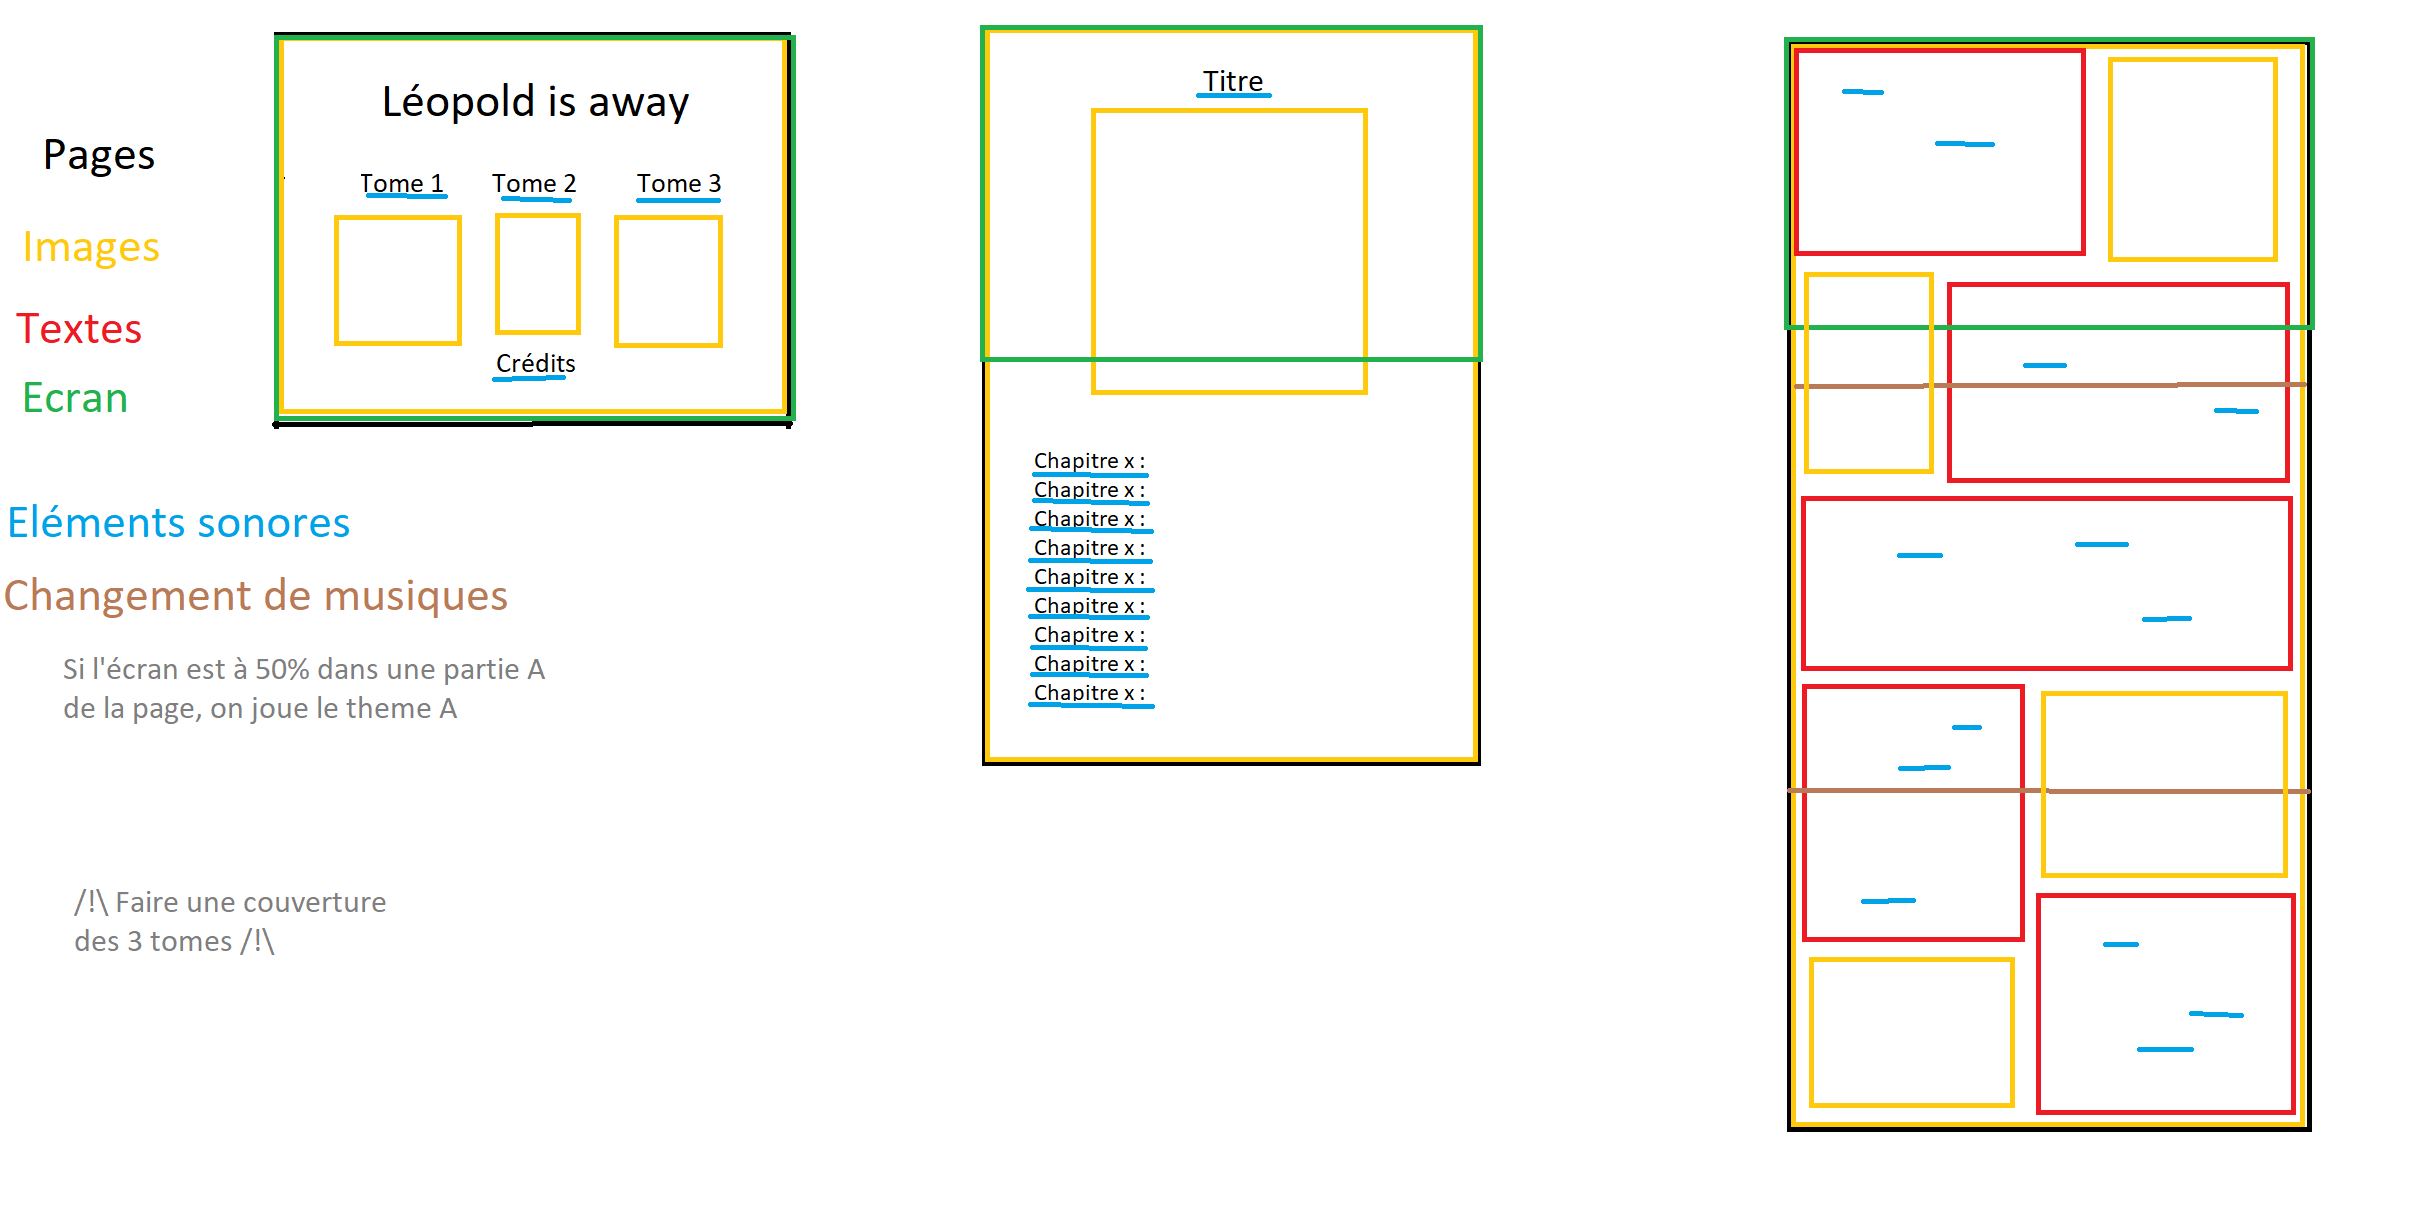 Pages
Images
Textes
Ecran
Eléments sonores
Changement de musiques
Si l'écran est à 50% dans une partie A
de la page, on joue le theme A
/!\ Faire une couverture
des 3 tomes /!\
Léopold is away
Tome 1 Tome 2 Tome 3
Crédits
Titre
Chapitre x :
Chapitre x :
Chapitre x :
Chapitre x :
Chapitre x :
Chapitre x :
Chapitre x :
Chapitre x :
Chapitre x :